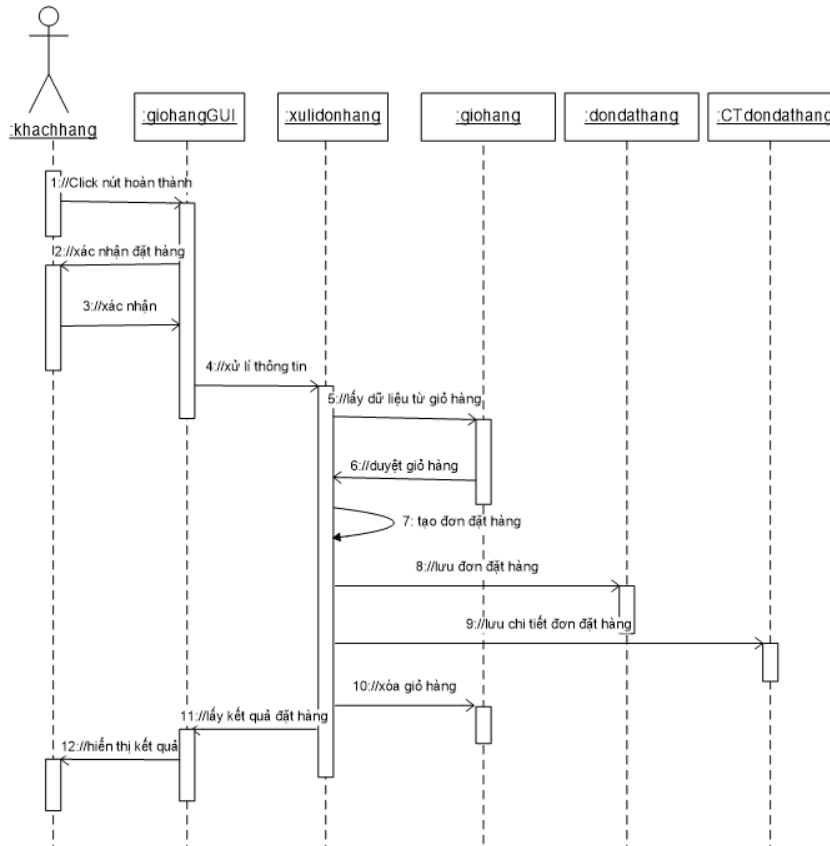 :khachhang
:giohangGUI
:xulidonhang
:giohang
:dondathang
:CTdondathang
1://Click nút hoàn thành
2://xác nhận đặt hàng
3://xác nhận
4://xử lí thông tin
5://lấy dữ liệu từ giỏ hàng
6://duyệt giỏ hàng
7: tạo đơn đặt hàng
8://lưu đơn đặt hàng
9://lưu chi tiết đơn đặt hàng
10://xóa giỏ hàng
11://lấy kết quả đặt hàng
12://hiển thị kết quả